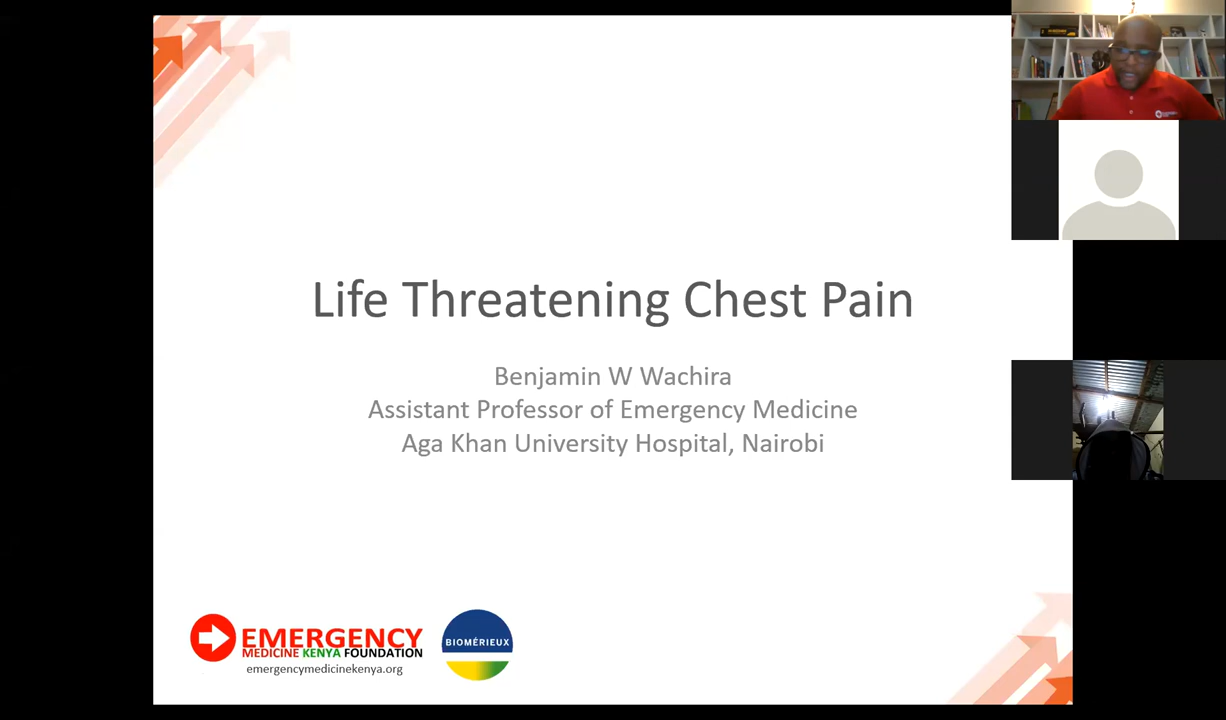 Life Threatening Chest Pain
Benjamin W Wachira
Assistant Professor of Emergency Medicine
Aga Khan University Hospital, Nairobi
EMERGENCY
MEDICINE KENYA FOUNDATION
emergencymedicinekenya.org
BIOMÉRIEUX